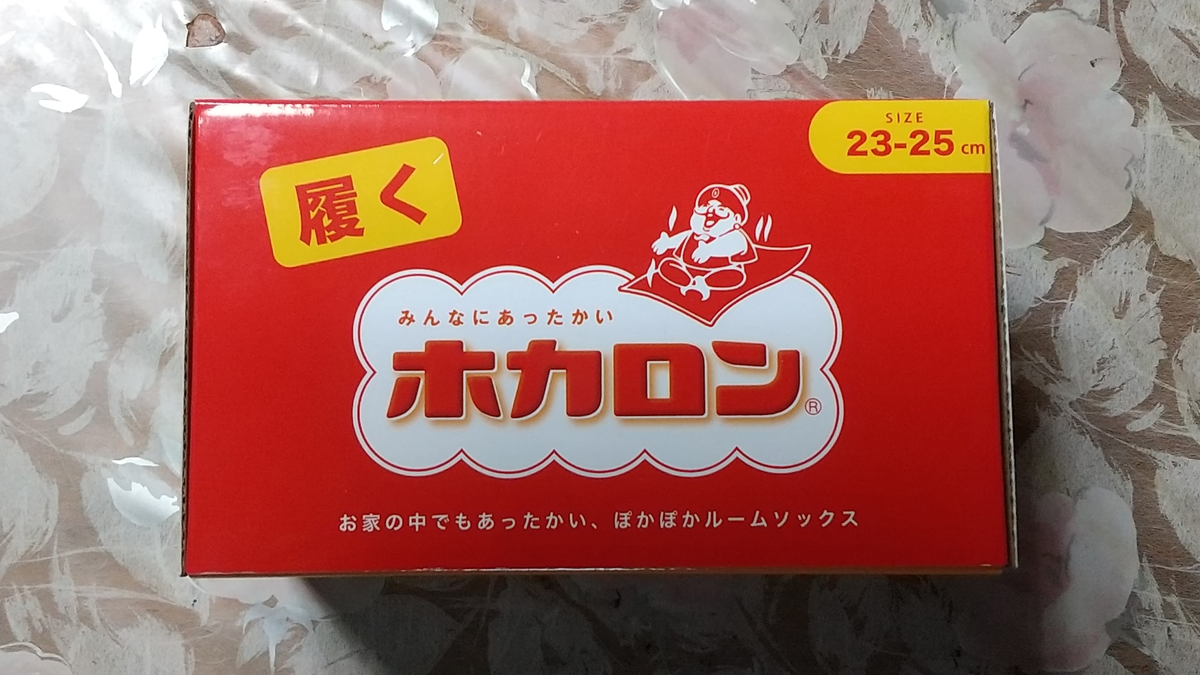 SIZE
23-25 cm
履く
みんなにあったかい
ホカロン®
お家の中でもあったかい、ぽかぽかルームソックス